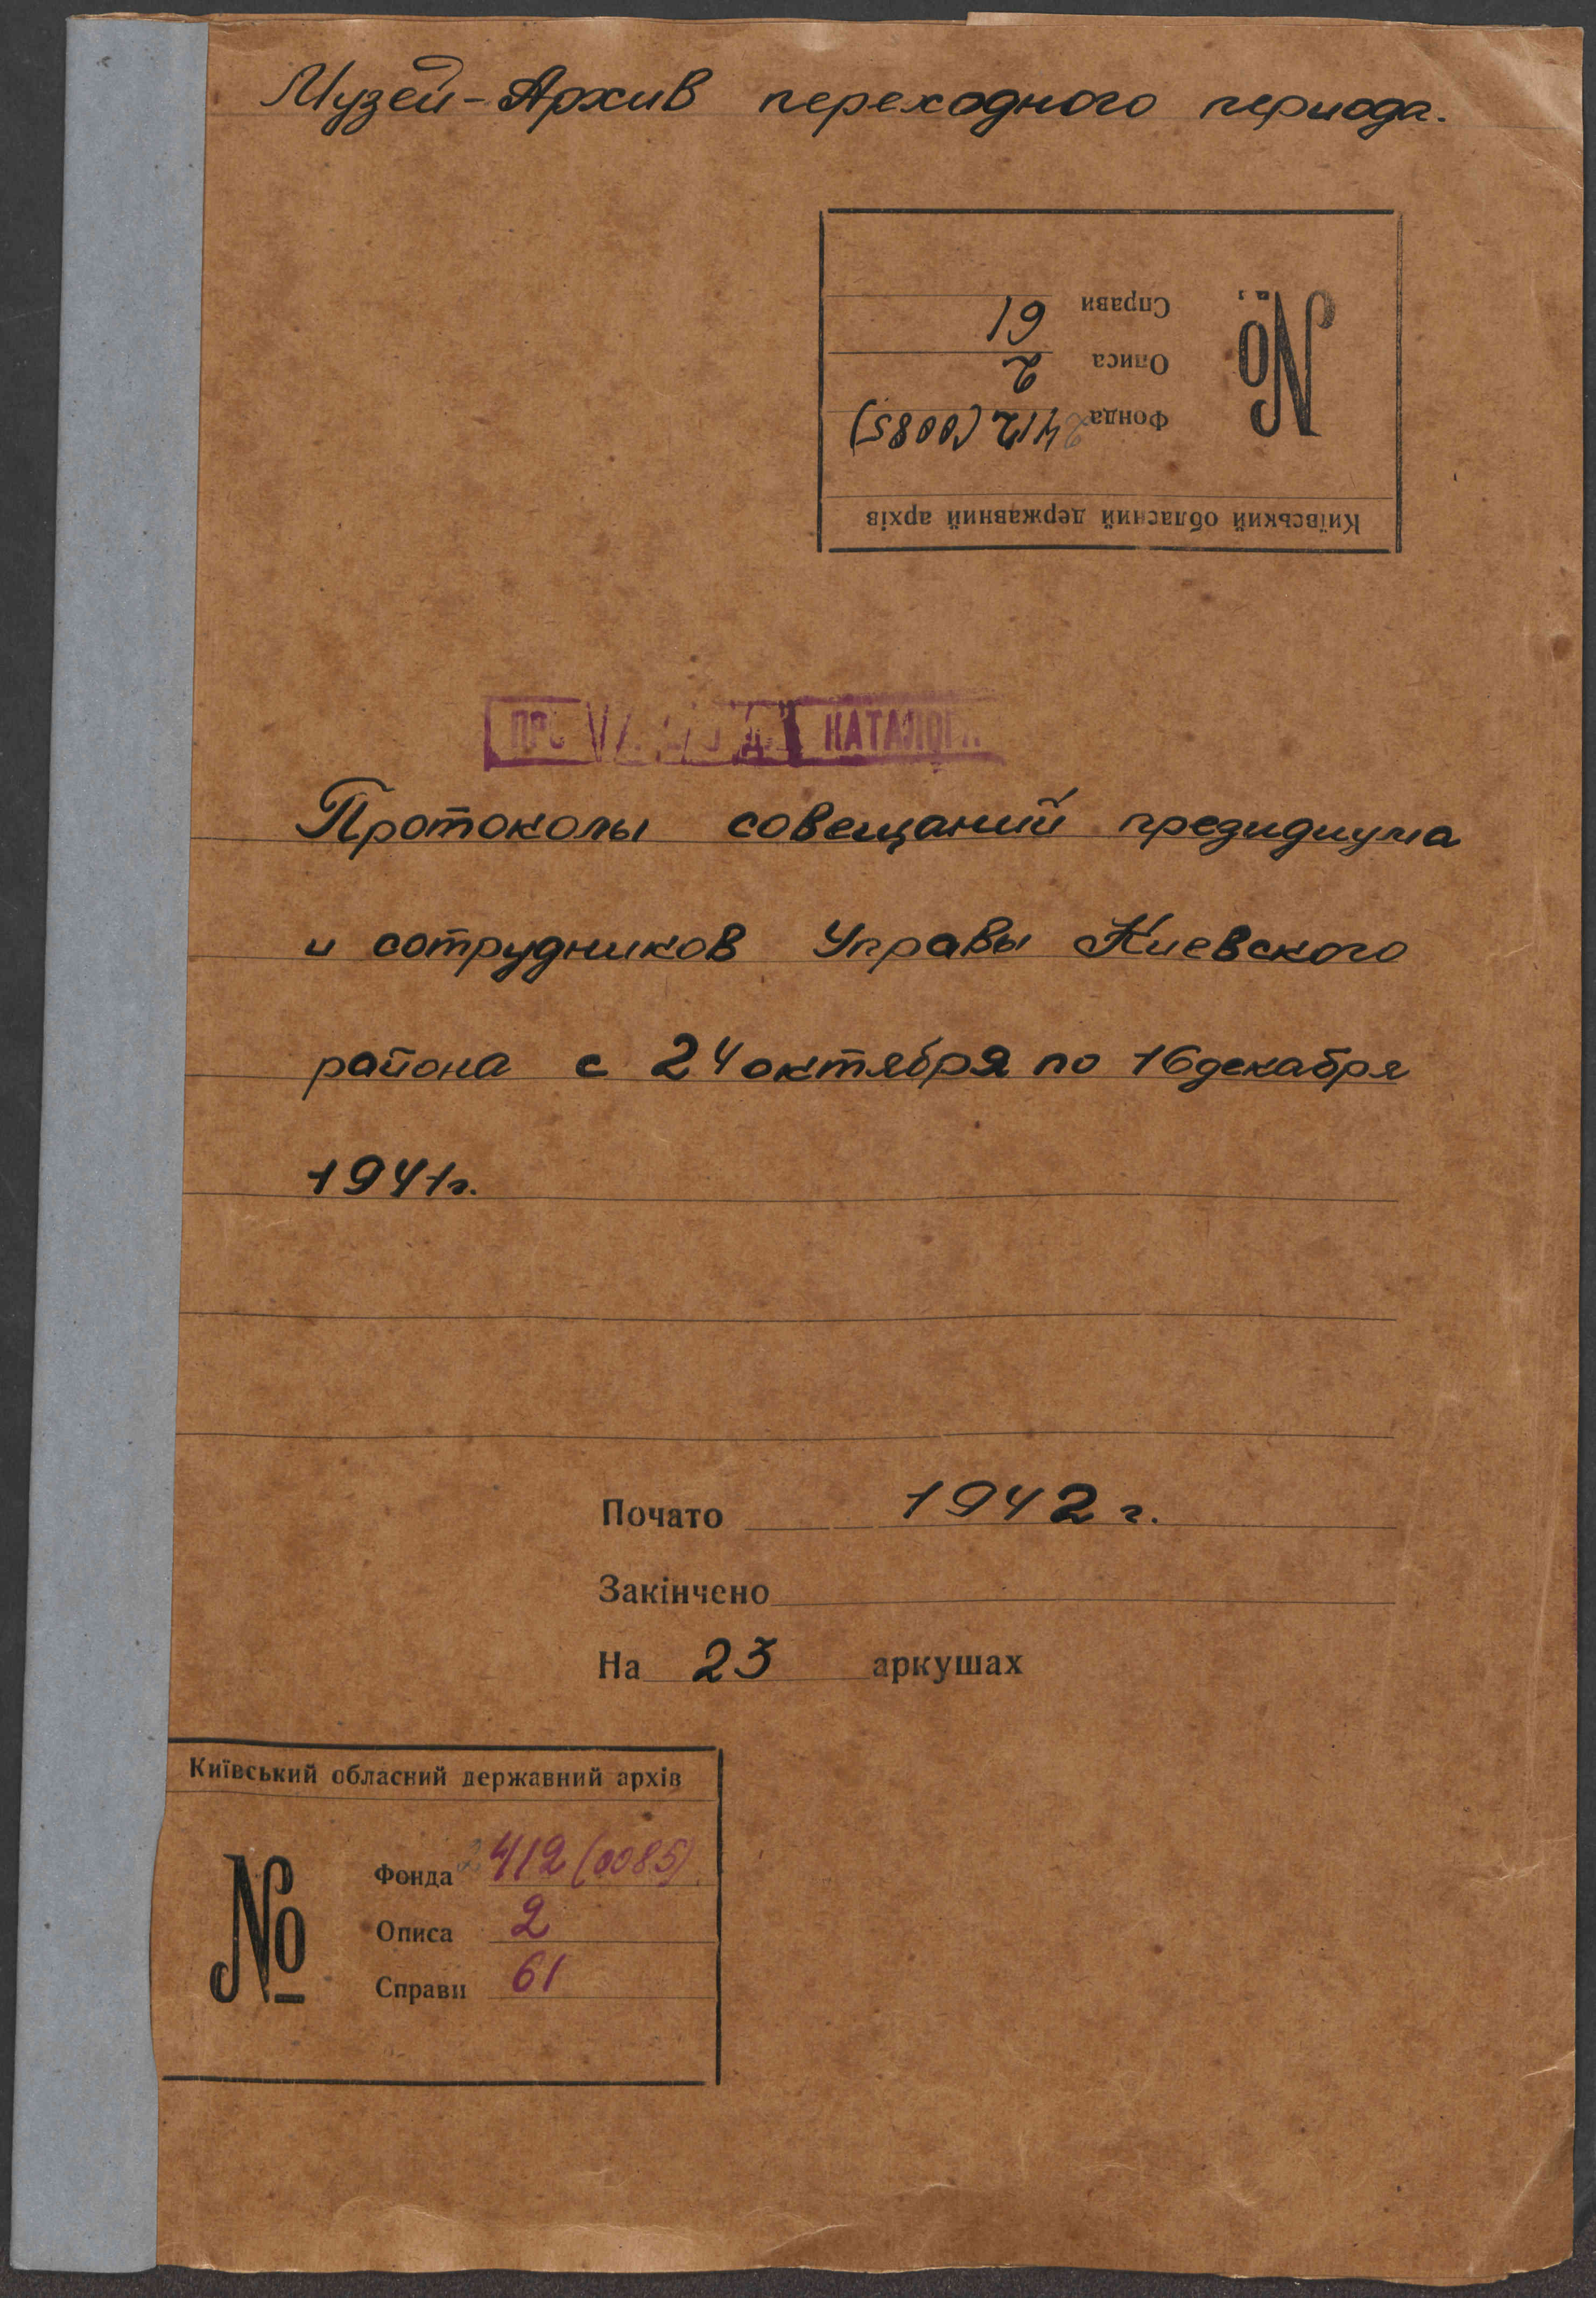 Музей-Архив переходного периода.
Київський обласний державний архів
№
Фонда 2412 (0085)
Описа 2
Справи 61
КАТАЛОГ
Протоколы совещаний президиума
и сотрудников Управы Киевского
района с 24 октября по 16 декабря
1941г.
Почато 1942 г.
Закінчено
На 23 аркушах
Київський обласний державний архів
№
Фонда 2412 (0085)
Описа 2
Справи 61